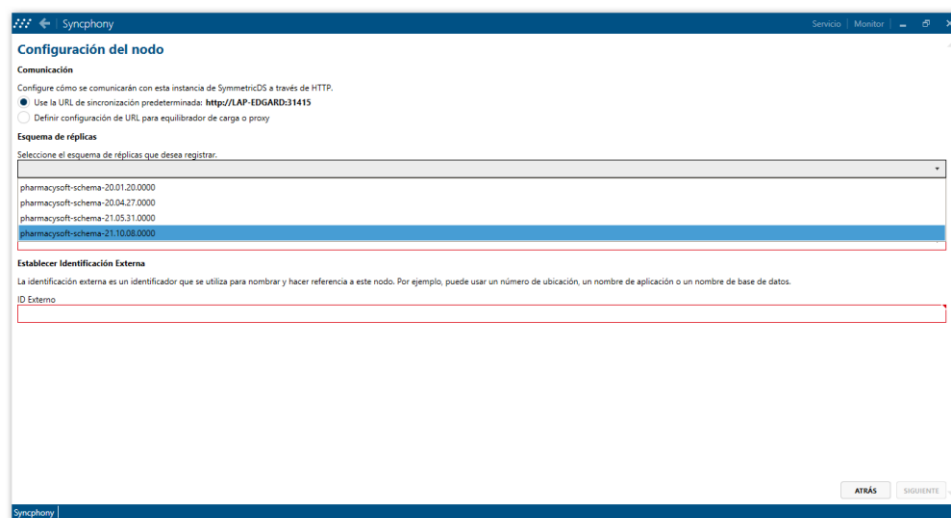 Syncphony
Servicio | Monitor
Configuración del nodo
Comunicación
Configure cómo se comunicarán con esta instancia de SymmetricDS a través de HTTP.
Use la URL de sincronización predeterminada: http://LAP-EDGARD:31415
Definir configuración de URL para equilibrador de carga o proxy
Esquema de réplicas
Seleccione el esquema de réplicas que desea registrar.
pharmacysoft-schema-20.01.20.0000
pharmacysoft-schema-20.04.27.0000
pharmacysoft-schema-21.05.31.0000
pharmacysoft-schema-21.10.08.0000
Establecer Identificación Externa
La identificación externa es un identificador que se utiliza para nombrar y hacer referencia a este nodo. Por ejemplo, puede usar un número de ubicación, un nombre de aplicación o un nombre de base de datos.
ID Externo
ATRÁS
SIGUIENTE
Syncphony